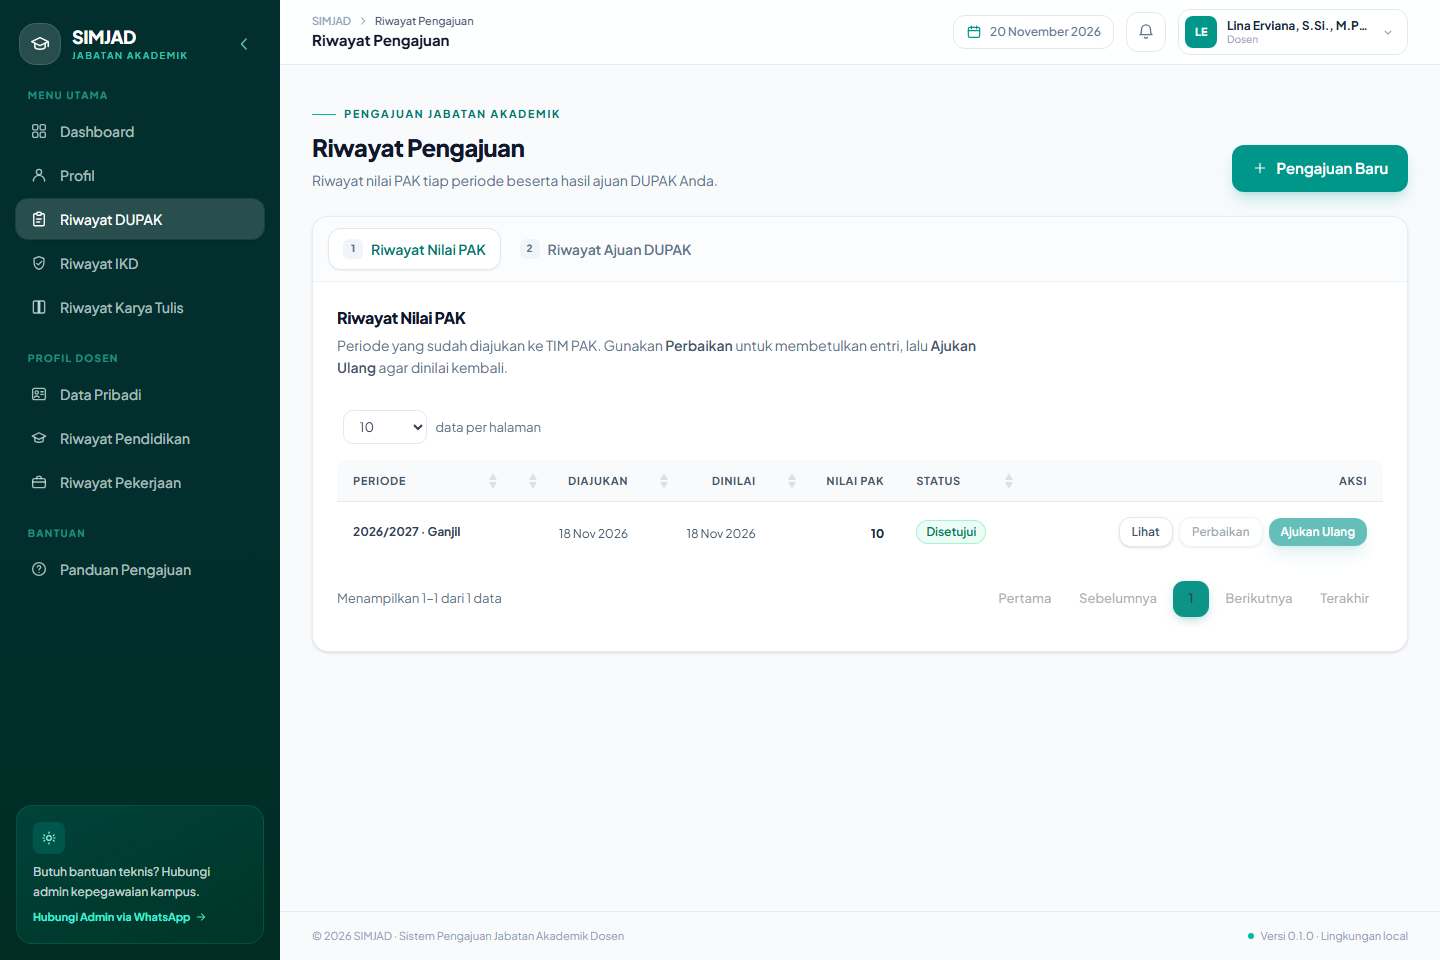 SIMJAD
JABATAN AKADEMIK
MENU UTAMA
Dashboard
Profil
Riwayat DUPAK
Riwayat IKD
Riwayat Karya Tulis
PROFIL DOSEN
Data Pribadi
Riwayat Pendidikan
Riwayat Pekerjaan
BANTUAN
Panduan Pengajuan
Butuh bantuan teknis? Hubungi
admin kepegawaian kampus.
Hubungi Admin via WhatsApp →
SIMJAD > Riwayat Pengajuan
Riwayat Pengajuan
20 November 2026
LE
Lina Erviana, S.Si., M.P...
Dosen
PENGAJUAN JABATAN AKADEMIK
Riwayat Pengajuan
Riwayat nilai PAK tiap periode beserta hasil ajuan DUPAK Anda.
+ Pengajuan Baru
1 Riwayat Nilai PAK
2 Riwayat Ajuan DUPAK
Riwayat Nilai PAK
Periode yang sudah diajukan ke TIM PAK. Gunakan Perbaikan untuk membetulkan entri, lalu Ajukan
Ulang agar dinilai kembali.
10 data per halaman
PERIODE DIAJUKAN DINILAI NILAI PAK STATUS AKSI
2026/2027 · Ganjil 18 Nov 2026 18 Nov 2026 10 Disetujui Lihat Perbaikan Ajukan Ulang
Menampilkan 1–1 dari 1 data
Pertama Sebelumnya 1 Berikutnya Terakhir
© 2026 SIMJAD · Sistem Pengajuan Jabatan Akademik Dosen
Versi 0.1.0 · Lingkungan local